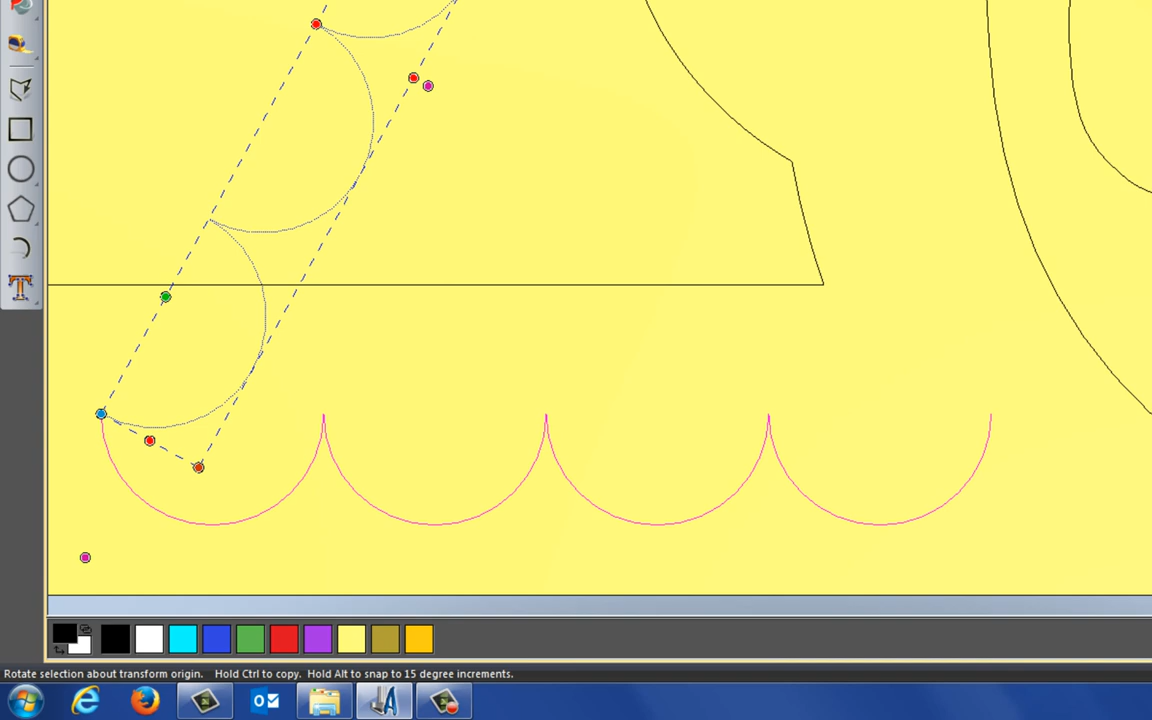 Rotate selection about transform origin. Hold Ctrl to copy. Hold Alt to snap to 15 degree increments.